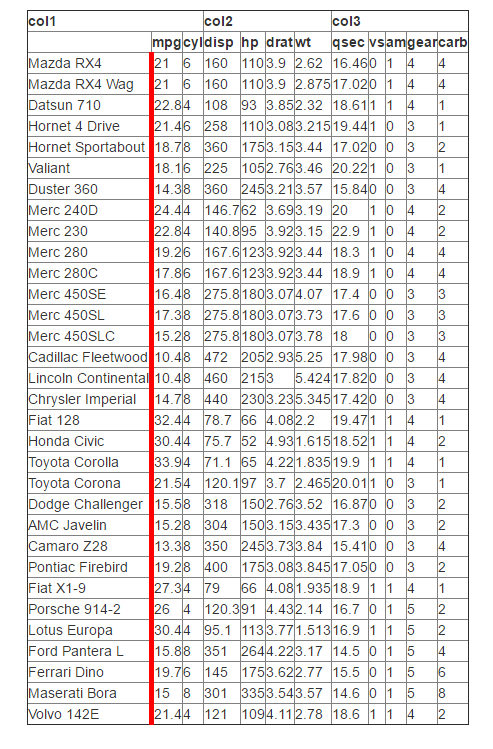 col1 col2 col3
mpg cyl disp hp drat wt qsec vs am gear carb
Mazda RX4 21 6 160 110 3.9 2.62 16.46 0 1 4 4
Mazda RX4 Wag 21 6 160 110 3.9 2.875 17.02 0 1 4 4
Datsun 710 22.8 4 108 93 3.85 2.32 18.61 1 1 4 1
Hornet 4 Drive 21.4 6 258 110 3.08 3.215 19.44 1 0 3 1
Hornet Sportabout 18.7 8 360 175 3.15 3.44 17.02 0 0 3 2
Valiant 18.1 6 225 105 2.76 3.46 20.22 1 0 3 1
Duster 360 14.3 8 360 245 3.21 3.57 15.84 0 0 3 4
Merc 240D 24.4 4 146.7 62 3.69 3.19 20 1 0 4 2
Merc 230 22.8 4 140.8 95 3.92 3.15 22.9 1 0 4 2
Merc 280 19.2 6 167.6 123 3.92 3.44 18.3 1 0 4 4
Merc 280C 17.8 6 167.6 123 3.92 3.44 18.9 1 0 4 4
Merc 450SE 16.4 8 275.8 180 3.07 4.07 17.4 0 0 3 3
Merc 450SL 17.3 8 275.8 180 3.07 3.73 17.6 0 0 3 3
Merc 450SLC 15.2 8 275.8 180 3.07 3.78 18 0 0 3 3
Cadillac Fleetwood 10.4 8 472 205 2.93 5.25 17.98 0 0 3 4
Lincoln Continental 10.4 8 460 215 3 5.424 17.82 0 0 3 4
Chrysler Imperial 14.7 8 440 230 3.23 5.345 17.42 0 0 3 4
Fiat 128 32.4 4 78.7 66 4.08 2.2 19.47 1 1 4 1
Honda Civic 30.4 4 75.7 52 4.93 1.615 18.52 1 1 4 2
Toyota Corolla 33.9 4 71.1 65 4.22 1.835 19.9 1 1 4 1
Toyota Corona 21.5 4 120.1 97 3.7 2.465 20.01 1 0 3 1
Dodge Challenger 15.5 8 318 150 2.76 3.52 16.87 0 0 3 2
AMC Javelin 15.2 8 304 150 3.15 3.435 17.3 0 0 3 2
Camaro Z28 13.3 8 350 245 3.73 3.84 15.41 0 0 3 4
Pontiac Firebird 19.2 8 400 175 3.08 3.845 17.05 0 0 3 2
Fiat X1-9 27.3 4 79 66 4.08 1.935 18.9 1 1 4 1
Porsche 914-2 26 4 120.3 91 4.43 2.14 16.7 0 1 5 2
Lotus Europa 30.4 4 95.1 113 3.77 1.513 16.9 1 1 5 2
Ford Pantera L 15.8 8 351 264 4.22 3.17 14.5 0 1 5 4
Ferrari Dino 19.7 6 145 175 3.62 2.77 15.5 0 1 5 6
Maserati Bora 15 8 301 335 3.54 3.57 14.6 0 1 5 8
Volvo 142E 21.4 4 121 109 4.11 2.78 18.6 1 1 4 2